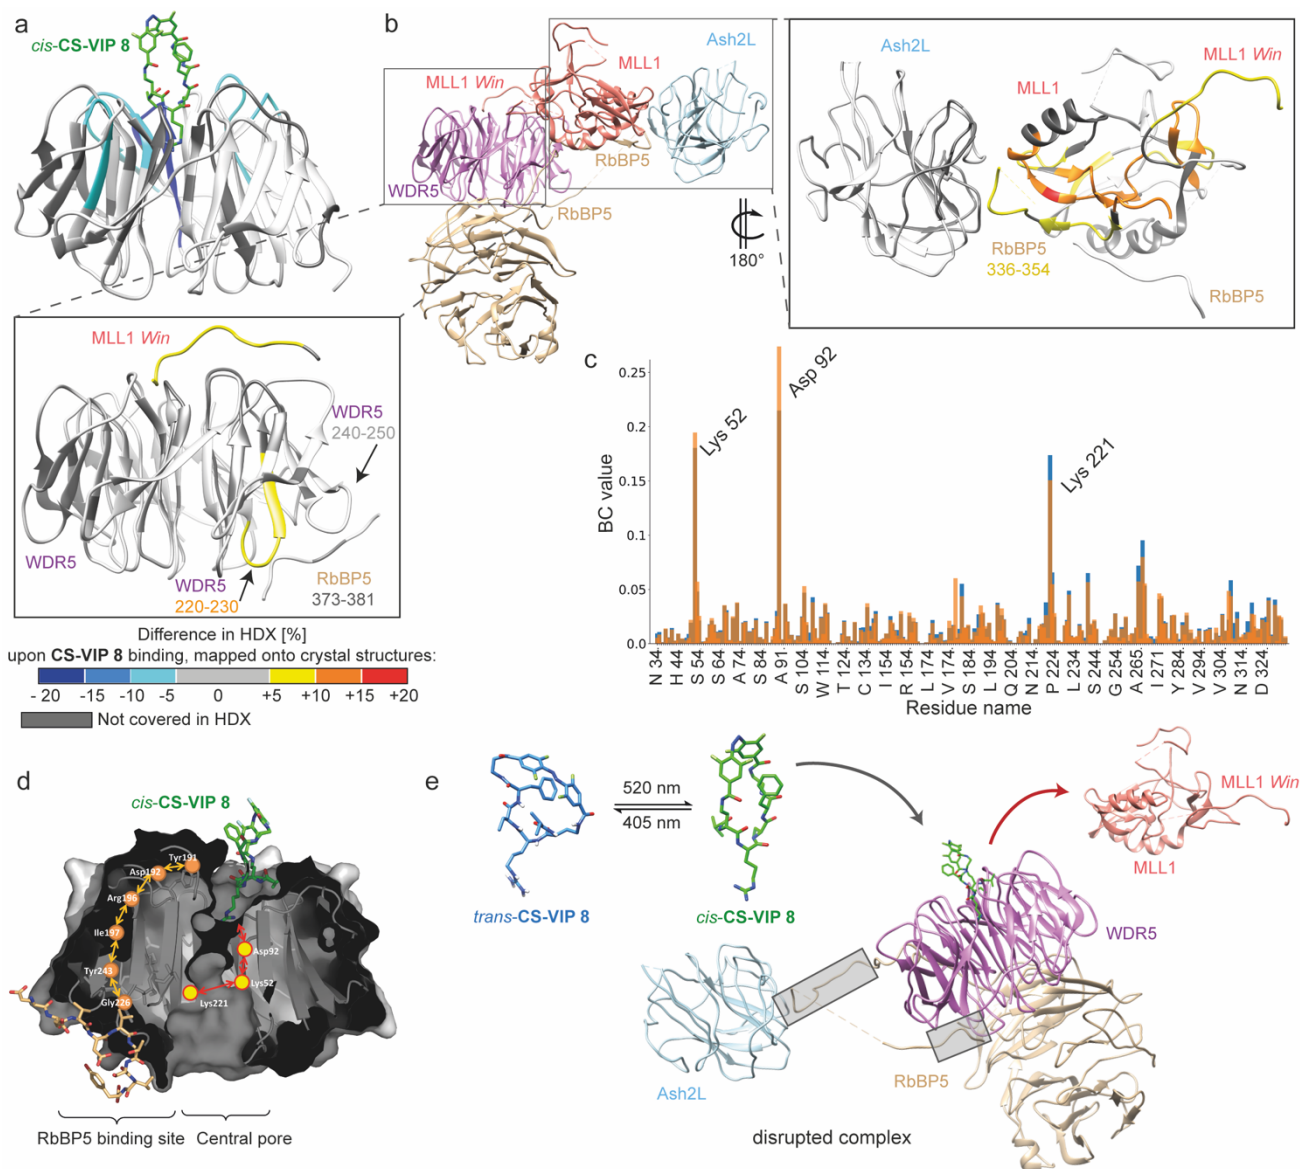 a
cis-CS-VIP 8
MLL1 Win
WDR5
240-250
WDR5
WDR5
220-230
RbBP5
373-381
Difference in HDX [%]
upon CS-VIP 8 binding, mapped onto crystal structures:
- 20 -15 -10 -5 0 +5 +10 +15 +20
Not covered in HDX
b
MLL1 Win
MLL1
Ash2L
RbBP5
WDR5
RbBP5
180°
Ash2L
MLL1
MLL1 Win
RbBP5
336-354
RbBP5
c
BC value
0.25
0.2
0.15
0.1
0.05
0.0
Lys 52
Asp 92
Lys 221
N 34.
H 44.
S 54.
S 64.
A 74.
S 84.
A 91.
S 104.
W 114.
T 124.
C 134.
I 154.
R 154.
L 174
V 174.
S 184.
L 194.
Q 204.
N 214.
P 224.
L 234.
S 244.
G 254.
A 265.
I 271
Y 284.
V 294.
V 304.
N 314.
D 324.
Residue name
d
cis-CS-VIP 8
Tyr191
Asp192
Arg196
Ile197
Tyr243
Gly226
Asp92
Lys52
Lys221
RbBP5 binding site
Central pore
e
520 nm
405 nm
trans-CS-VIP 8
cis-CS-VIP 8
MLL1 Win
MLL1
WDR5
Ash2L
RbBP5
disrupted complex